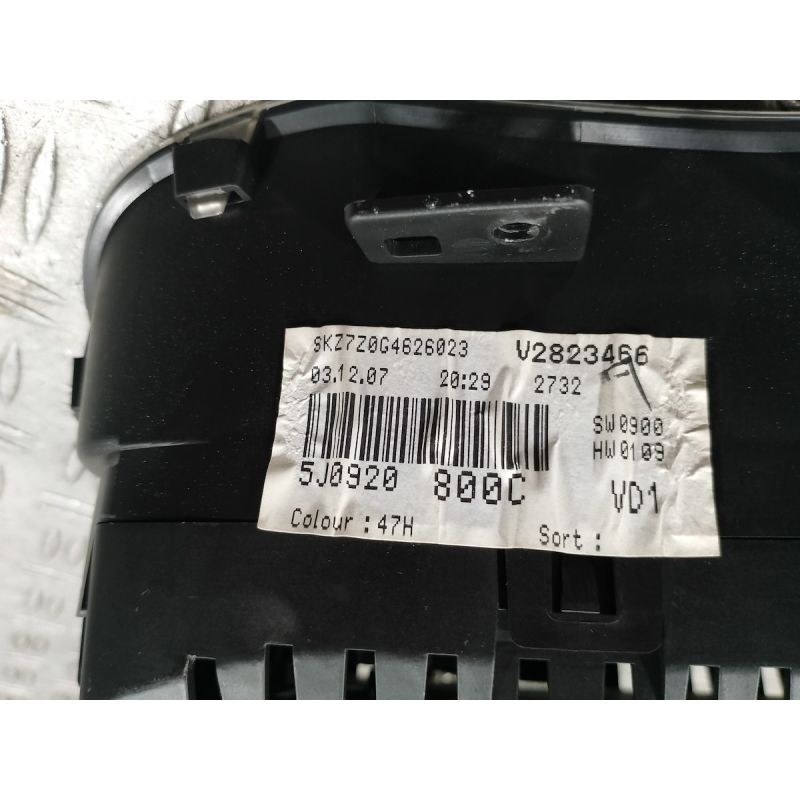 SKZ7Z0G4626023 V2823466
03.12.07 20:29 2732
SW0900
HW0109
5J0920 800C VD1
Colour : 47H Sort :